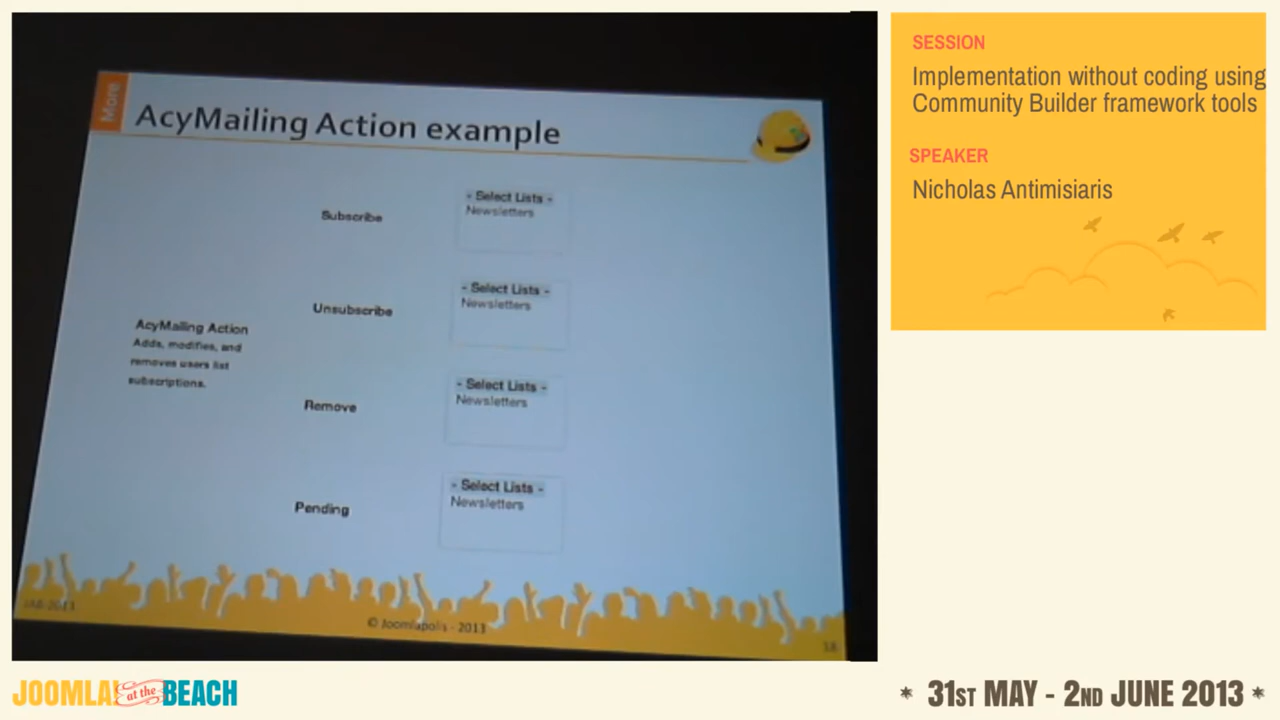 More
AcyMailing Action example
Subscribe
- Select Lists -
Newsletters
Unsubscribe
- Select Lists -
Newsletters
AcyMailing Action
Adds, modifies, and
removes users list
subscriptions.
Remove
- Select Lists -
Newsletters
Pending
- Select Lists -
Newsletters
JAB 2013
© Joomlapolis - 2013
18
SESSION
Implementation without coding using
Community Builder framework tools
SPEAKER
Nicholas Antimisiaris
JOOMLA! at the BEACH
* 31ST MAY - 2ND JUNE 2013 *